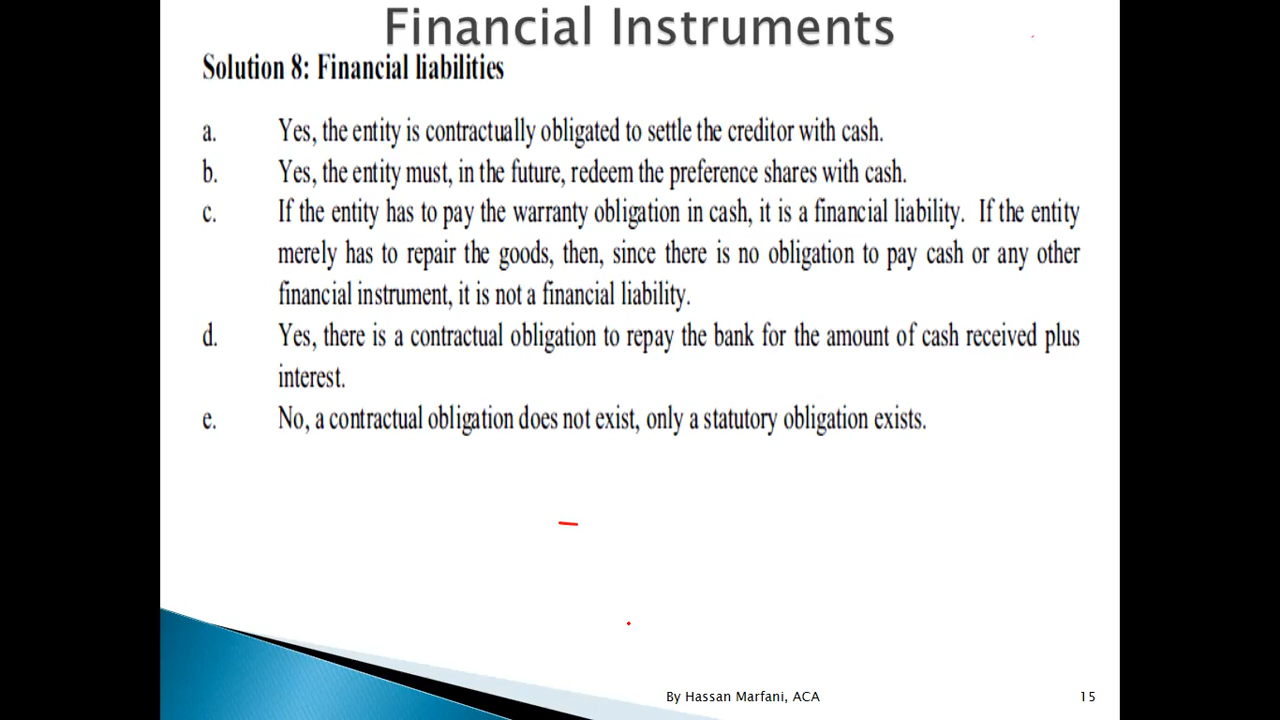 Financial Instruments
Solution 8: Financial liabilities
a. Yes, the entity is contractually obligated to settle the creditor with cash.
b. Yes, the entity must, in the future, redeem the preference shares with cash.
c. If the entity has to pay the warranty obligation in cash, it is a financial liability. If the entity
merely has to repair the goods, then, since there is no obligation to pay cash or any other
financial instrument, it is not a financial liability.
d. Yes, there is a contractual obligation to repay the bank for the amount of cash received plus
interest.
e. No, a contractual obligation does not exist, only a statutory obligation exists.
By Hassan Marfani, ACA 15